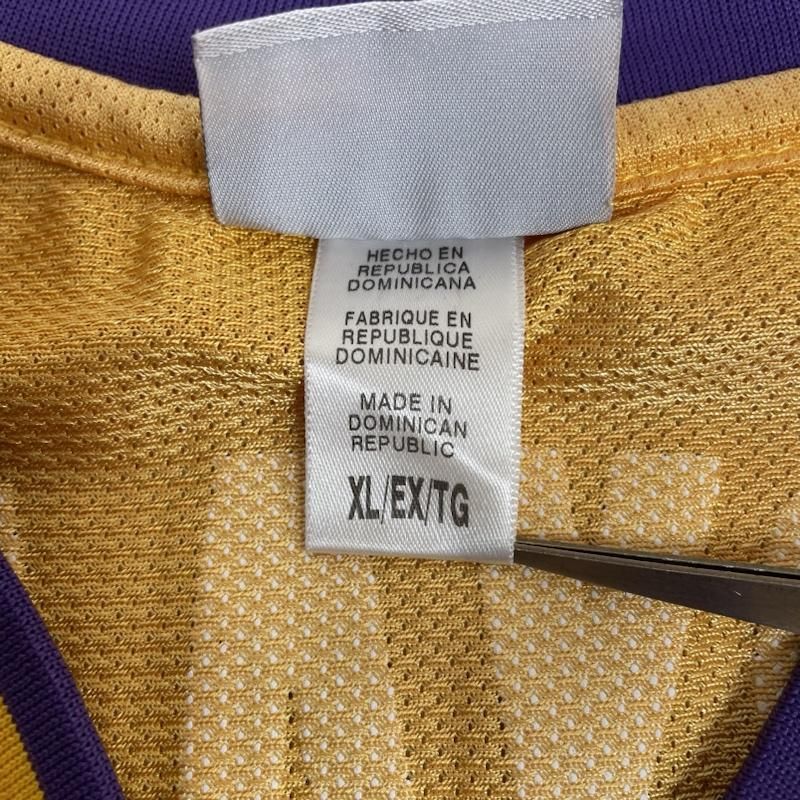 HECHO EN
REPUBLICA
DOMINICANA
FABRIQUE EN
REPUBLIQUE
DOMINICAINE
MADE IN
DOMINICAN
REPUBLIC
XL/EX/TG